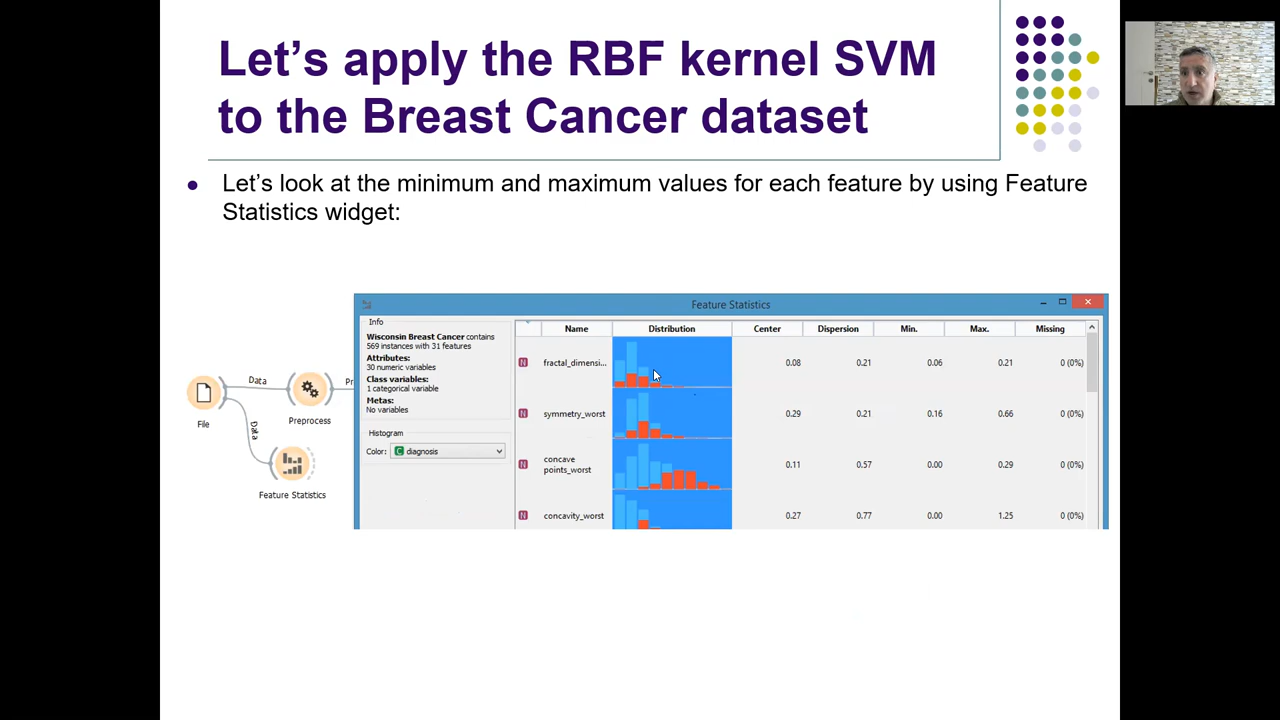 Let's apply the RBF kernel SVM
to the Breast Cancer dataset
● Let's look at the minimum and maximum values for each feature by using Feature
Statistics widget:
Feature Statistics
Info
Wisconsin Breast Cancer contains
569 instances with 31 features
Attributes:
30 numeric variables
Class variables:
1 categorical variable
Metas:
No variables
Histogram
Color: C diagnosis
Name Distribution Center Dispersion Min. Max. Missing
N fractal_dimensi... 0.08 0.21 0.06 0.21 0 (0%)
N symmetry_worst 0.29 0.21 0.16 0.66 0 (0%)
N concave
points_worst 0.11 0.57 0.00 0.29 0 (0%)
N concavity_worst 0.27 0.77 0.00 1.25 0 (0%)
Data
Pr
File
Preprocess
Data
Feature Statistics